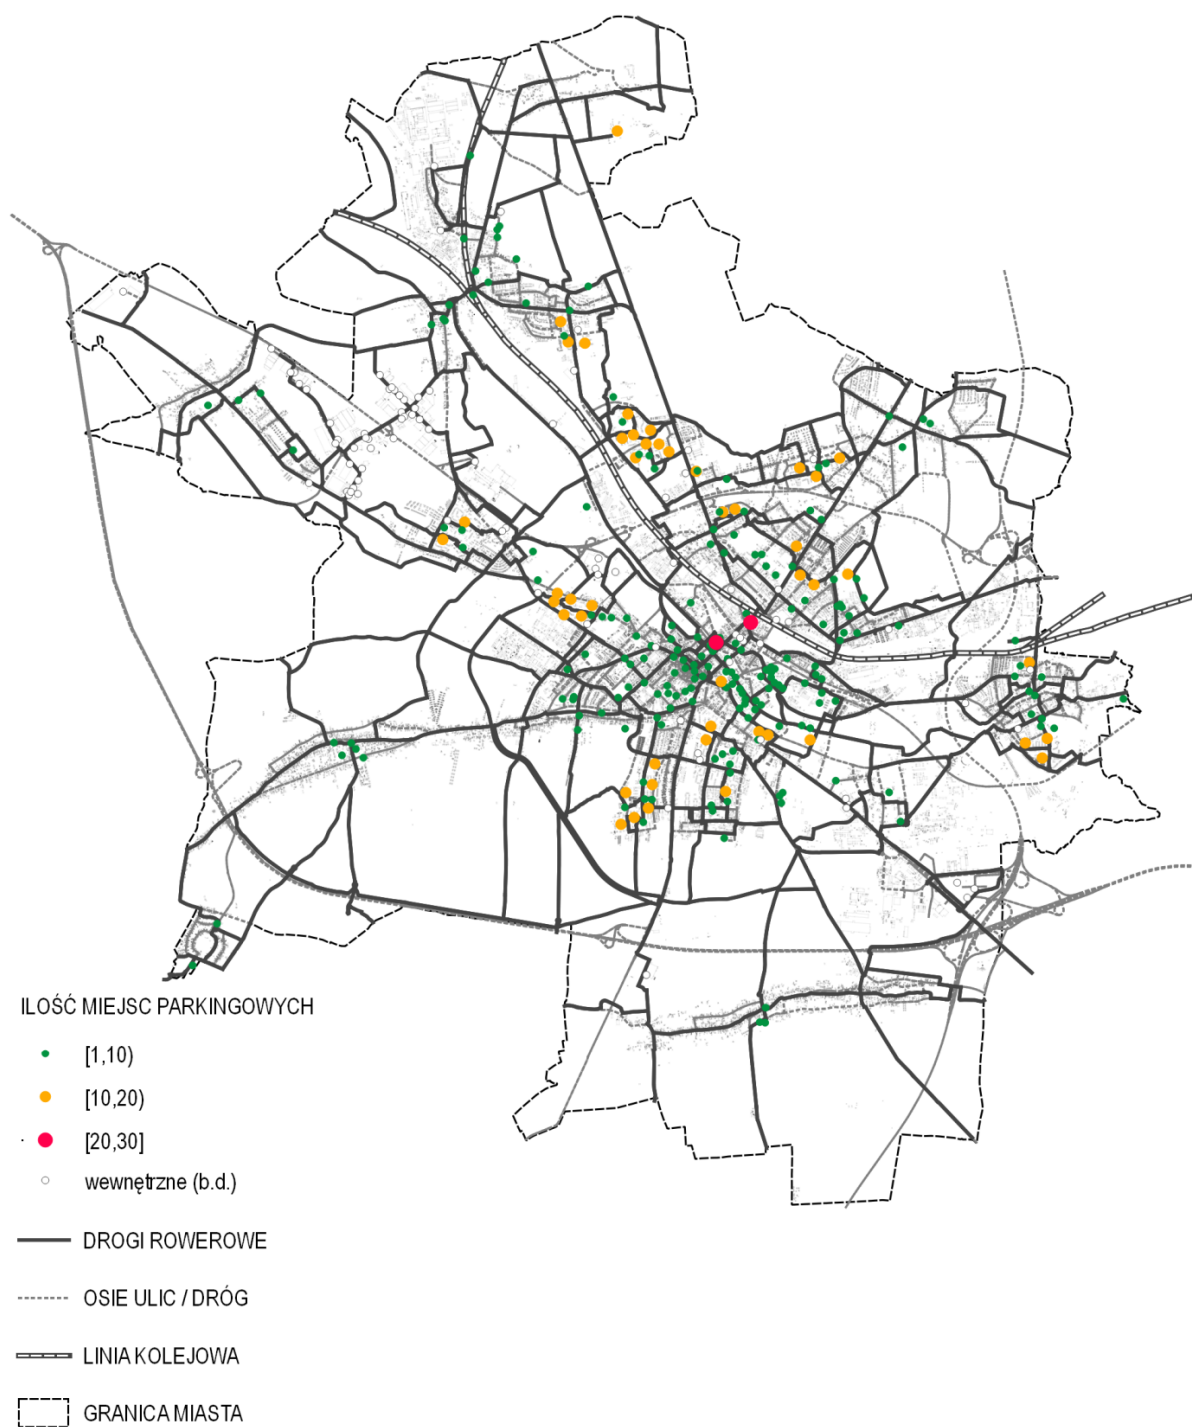 ILOŚĆ MIEJSC PARKINGOWYCH
[1,10)
[10,20)
[20,30]
wewnętrzne (b.d.)
DROGI ROWEROWE
OSIE ULIC / DRÓG
LINIA KOLEJOWA
GRANICA MIASTA